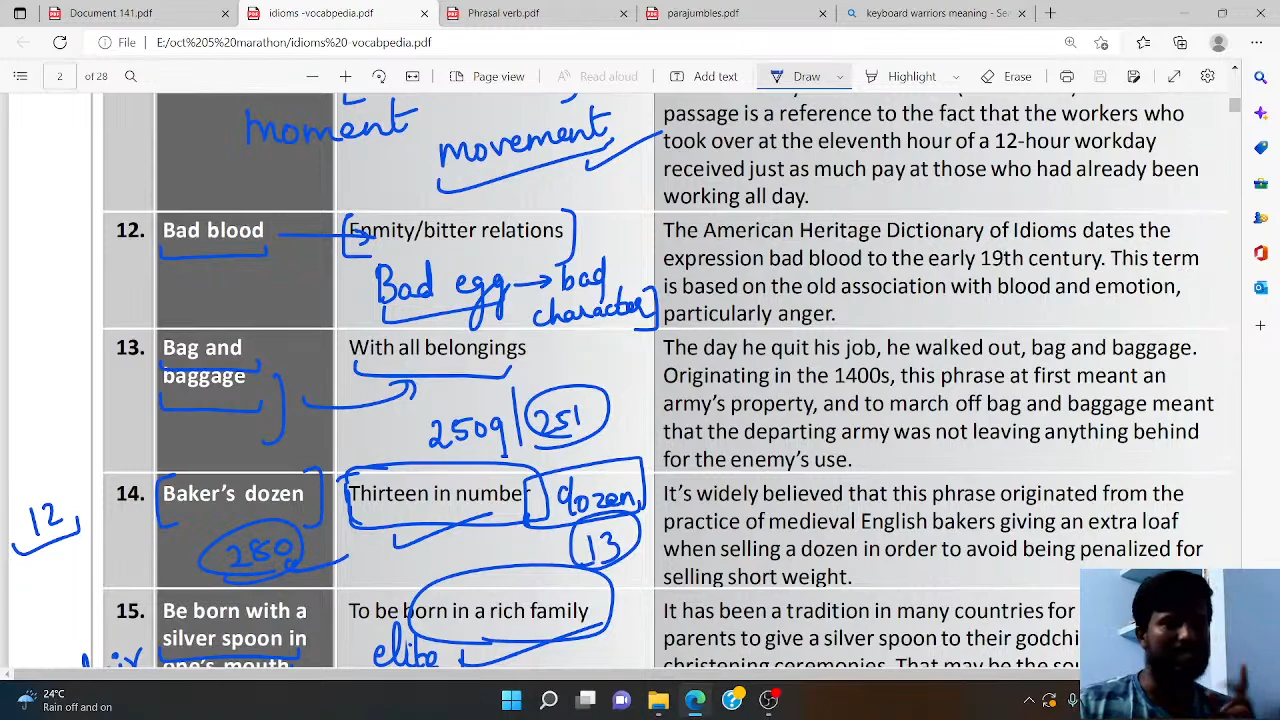 Document 141.pdf
idioms -vocabpedia.pdf
Phrasal verb.pdf
parajumbles.pdf
keyboard warriors meaning - Se
File E:/oct%205%20marathon/idioms%20-vocabpedia.pdf
2 of 28
Page view
Read aloud
Add text
Draw
Highlight
Erase
moment
movement
passage is a reference to the fact that the workers who
took over at the eleventh hour of a 12-hour workday
received just as much pay at those who had already been
working all day.
12. Bad blood
Enmity/bitter relations
Bad egg → bad
character
The American Heritage Dictionary of Idioms dates the
expression bad blood to the early 19th century. This term
is based on the old association with blood and emotion,
particularly anger.
13. Bag and
baggage
With all belongings
250g 251
The day he quit his job, he walked out, bag and baggage.
Originating in the 1400s, this phrase at first meant an
army's property, and to march off bag and baggage meant
that the departing army was not leaving anything behind
for the enemy's use.
12
14. Baker's dozen
280
Thirteen in number
dozen
13
It's widely believed that this phrase originated from the
practice of medieval English bakers giving an extra loaf
when selling a dozen in order to avoid being penalized for
selling short weight.
15. Be born with a
silver spoon in
one's mouth
To be born in a rich family
elite
It has been a tradition in many countries for
parents to give a silver spoon to their godchi
christening ceremonies. That may be the so
24°C
Rain off and on